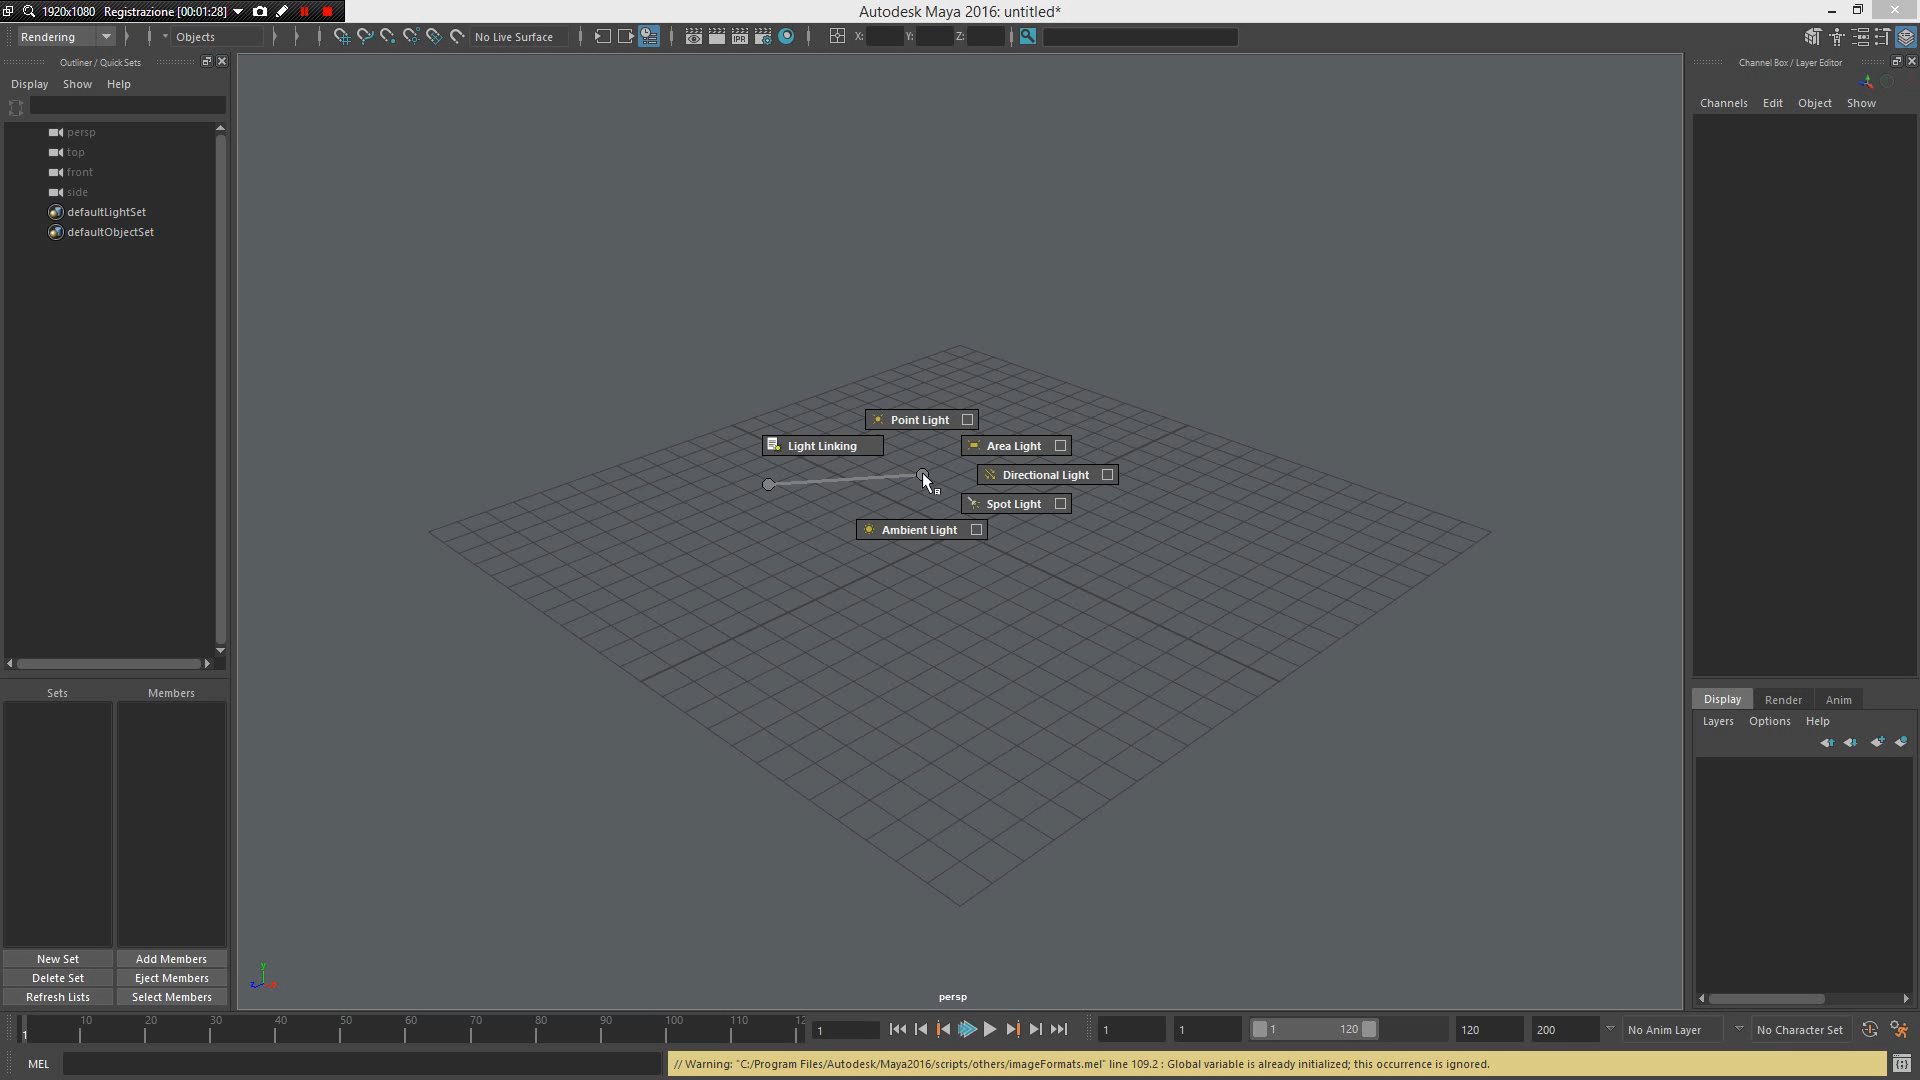 1920x1080 Registrazione [00:01:28]
Autodesk Maya 2016: untitled*
Rendering
Objects
No Live Surface
IPR
X:
Y:
Z:
Outliner / Quick Sets
Display Show Help
persp
top
front
side
defaultLightSet
defaultObjectSet
Sets Members
New Set Add Members
Delete Set Eject Members
Refresh Lists Select Members
Point Light
Light Linking
Area Light
Directional Light
Spot Light
Ambient Light
y
z
x
persp
Channel Box / Layer Editor
Channels Edit Object Show
Display Render Anim
Layers Options Help
1 10 20 30 40 50 60 70 80 90 100 110 12
1
1 1 1 120 120 200 No Anim Layer No Character Set
MEL
// Warning: "C:/Program Files/Autodesk/Maya2016/scripts/others/imageFormats.mel" line 109.2 : Global variable is already initialized; this occurrence is ignored.